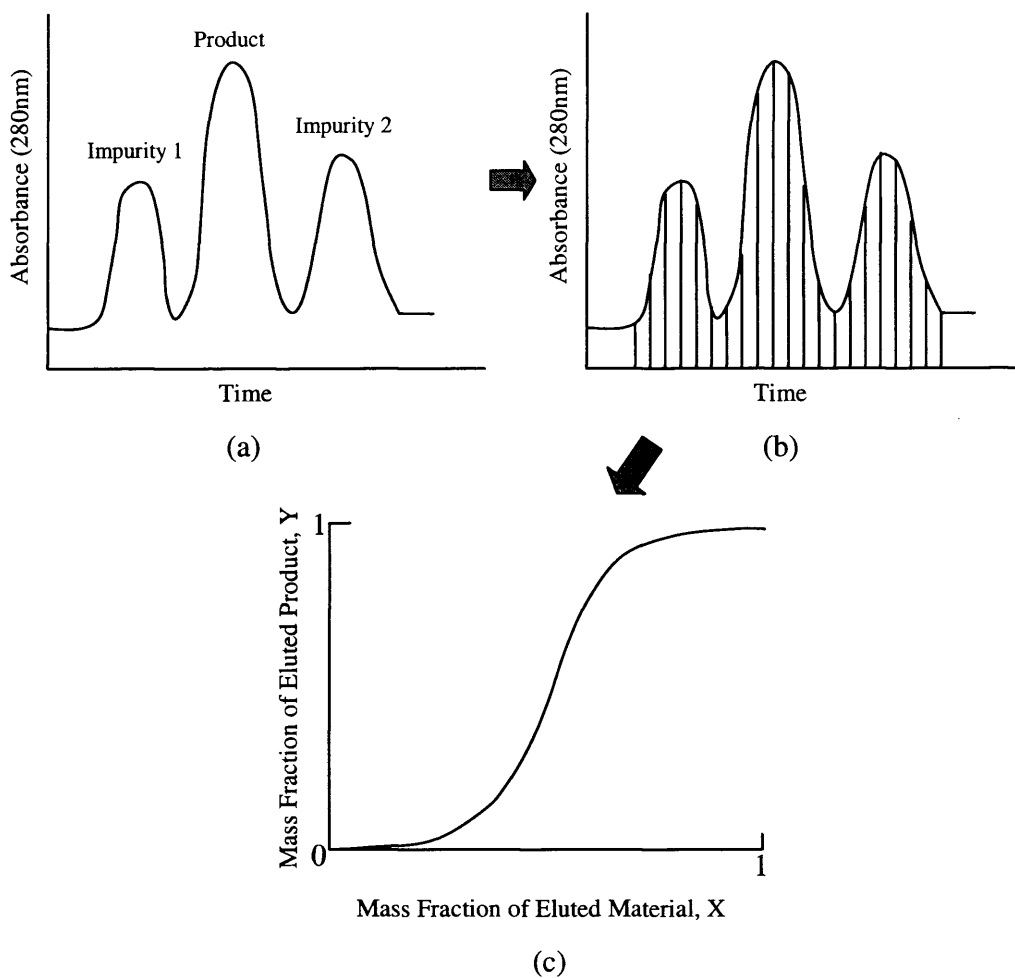 Product
Impurity 1
Impurity 2
Absorbance (280nm)
Time
(a)
Absorbance (280nm)
Time
(b)
1
Mass Fraction of Eluted Product, Y
0
1
Mass Fraction of Eluted Material, X
(c)